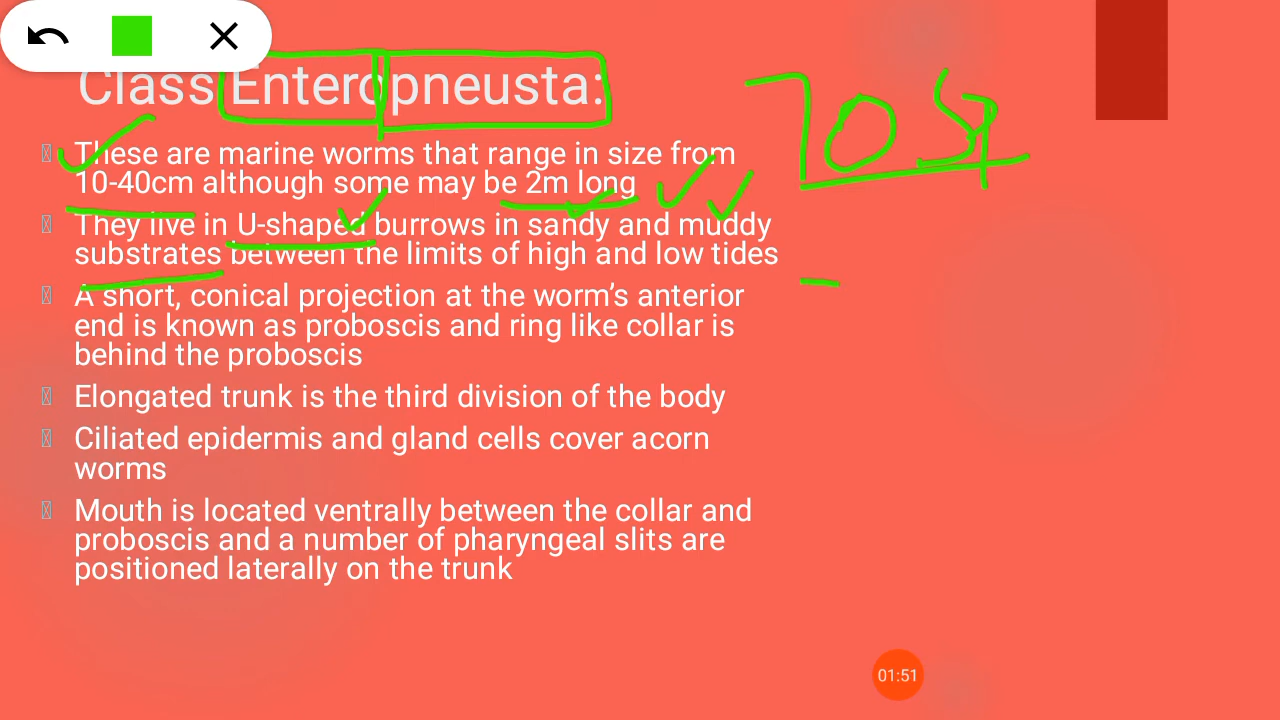 Class Enteropneusta:
70 sp
These are marine worms that range in size from
10-40cm although some may be 2m long
They live in U-shaped burrows in sandy and muddy
substrates between the limits of high and low tides
A short, conical projection at the worm’s anterior
end is known as proboscis and ring like collar is
behind the proboscis
Elongated trunk is the third division of the body
Ciliated epidermis and gland cells cover acorn
worms
Mouth is located ventrally between the collar and
proboscis and a number of pharyngeal slits are
positioned laterally on the trunk
01:51